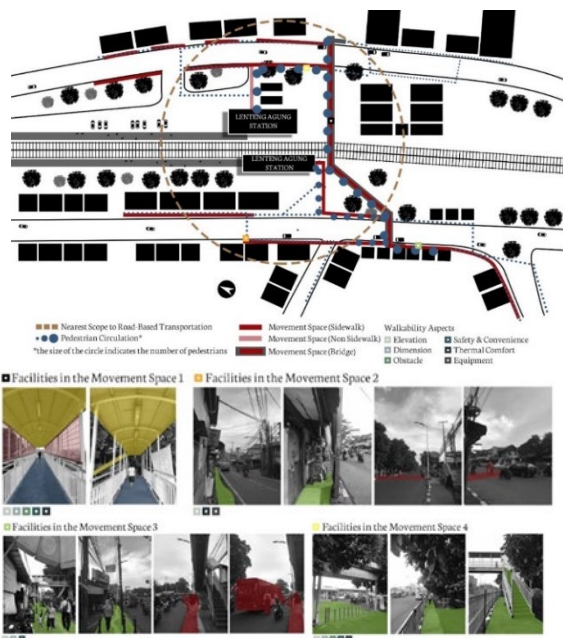 LENTENG AGUNG
STATION
LENTENG AGUNG
STATION
Nearest Scope to Road-Based Transportation
Pedestrian Circulation*
*the size of the circle indicates the number of pedestrians
Movement Space (Sidewalk)
Movement Space (Non Sidewalk)
Movement Space (Bridge)
Walkability Aspects
Elevation
Dimension
Obstacle
Safety & Convenience
Thermal Comfort
Equipment
Facilities in the Movement Space 1
Facilities in the Movement Space 2
Facilities in the Movement Space 3
Facilities in the Movement Space 4